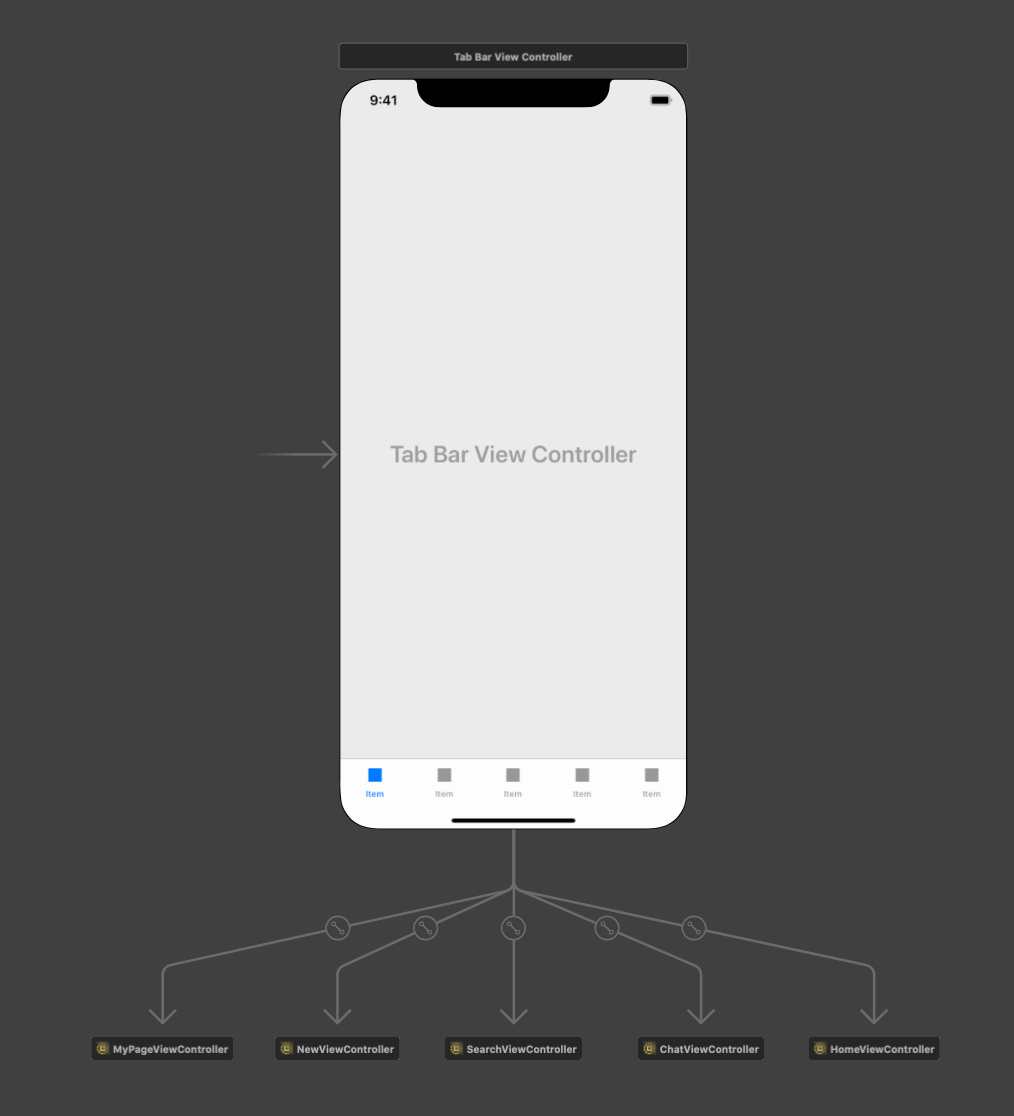 Tab Bar View Controller
9:41
Tab Bar View Controller
Item Item Item Item Item
MyPageViewController NewViewController SearchViewController ChatViewController HomeViewController